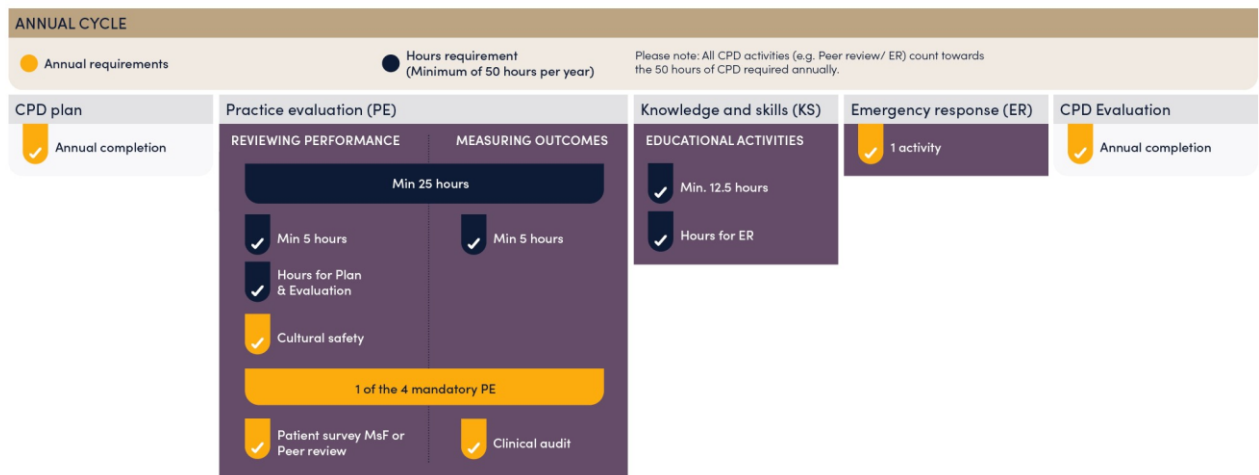 ANNUAL CYCLE
Annual requirements
Hours requirement
(Minimum of 50 hours per year)
Please note: All CPD activities (e.g. Peer review/ ER) count towards
the 50 hours of CPD required annually.
CPD plan
Annual completion
Practice evaluation (PE)
REVIEWING PERFORMANCE
MEASURING OUTCOMES
Min 25 hours
Min 5 hours
Min 5 hours
Hours for Plan
& Evaluation
Cultural safety
1 of the 4 mandatory PE
Patient survey MsF or
Peer review
Clinical audit
Knowledge and skills (KS)
EDUCATIONAL ACTIVITIES
Min. 12.5 hours
Hours for ER
Emergency response (ER)
1 activity
CPD Evaluation
Annual completion